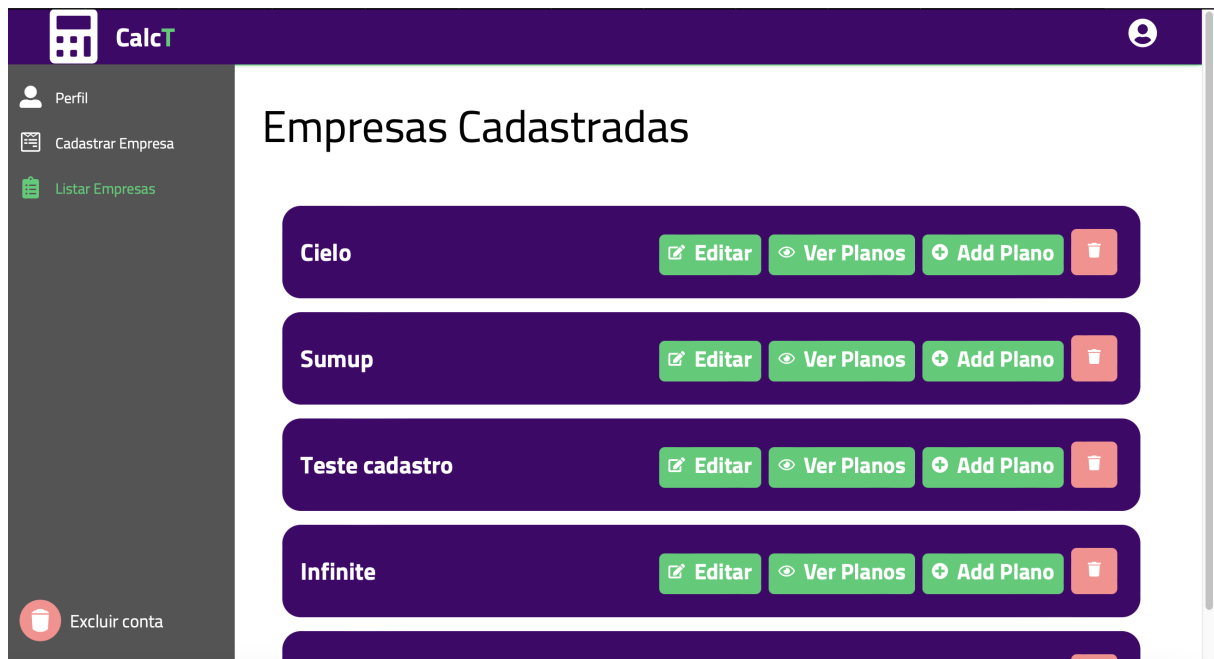 CalcT
Perfil
Cadastrar Empresa
Listar Empresas
Excluir conta
Empresas Cadastradas
Cielo Editar Ver Planos Add Plano
Sumup Editar Ver Planos Add Plano
Teste cadastro Editar Ver Planos Add Plano
Infinite Editar Ver Planos Add Plano